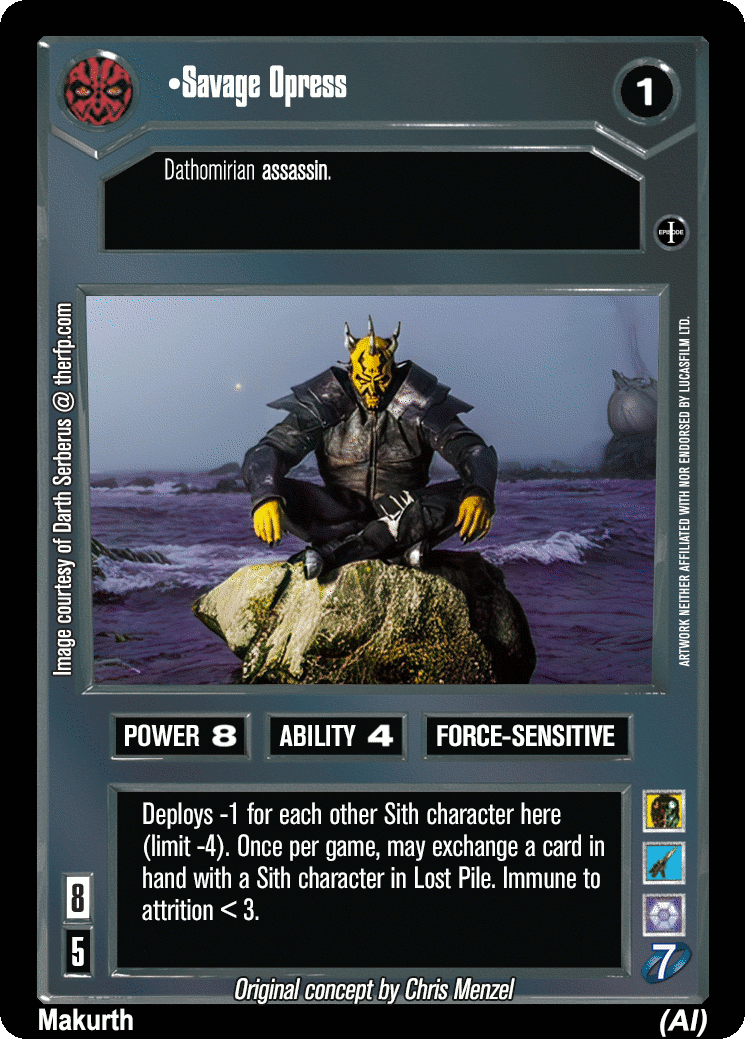 •Savage Opress
1
Dathomirian assassin.
EPISODE
I
Image courtesy of Darth Serberus @ therfp.com
ARTWORK NEITHER AFFILIATED WITH NOR ENDORSED BY LUCASFILM LTD.
POWER 8
ABILITY 4
FORCE-SENSITIVE
Deploys -1 for each other Sith character here
(limit -4). Once per game, may exchange a card in
hand with a Sith character in Lost Pile. Immune to
attrition < 3.
8
5
7
Original concept by Chris Menzel
Makurth
(AI)